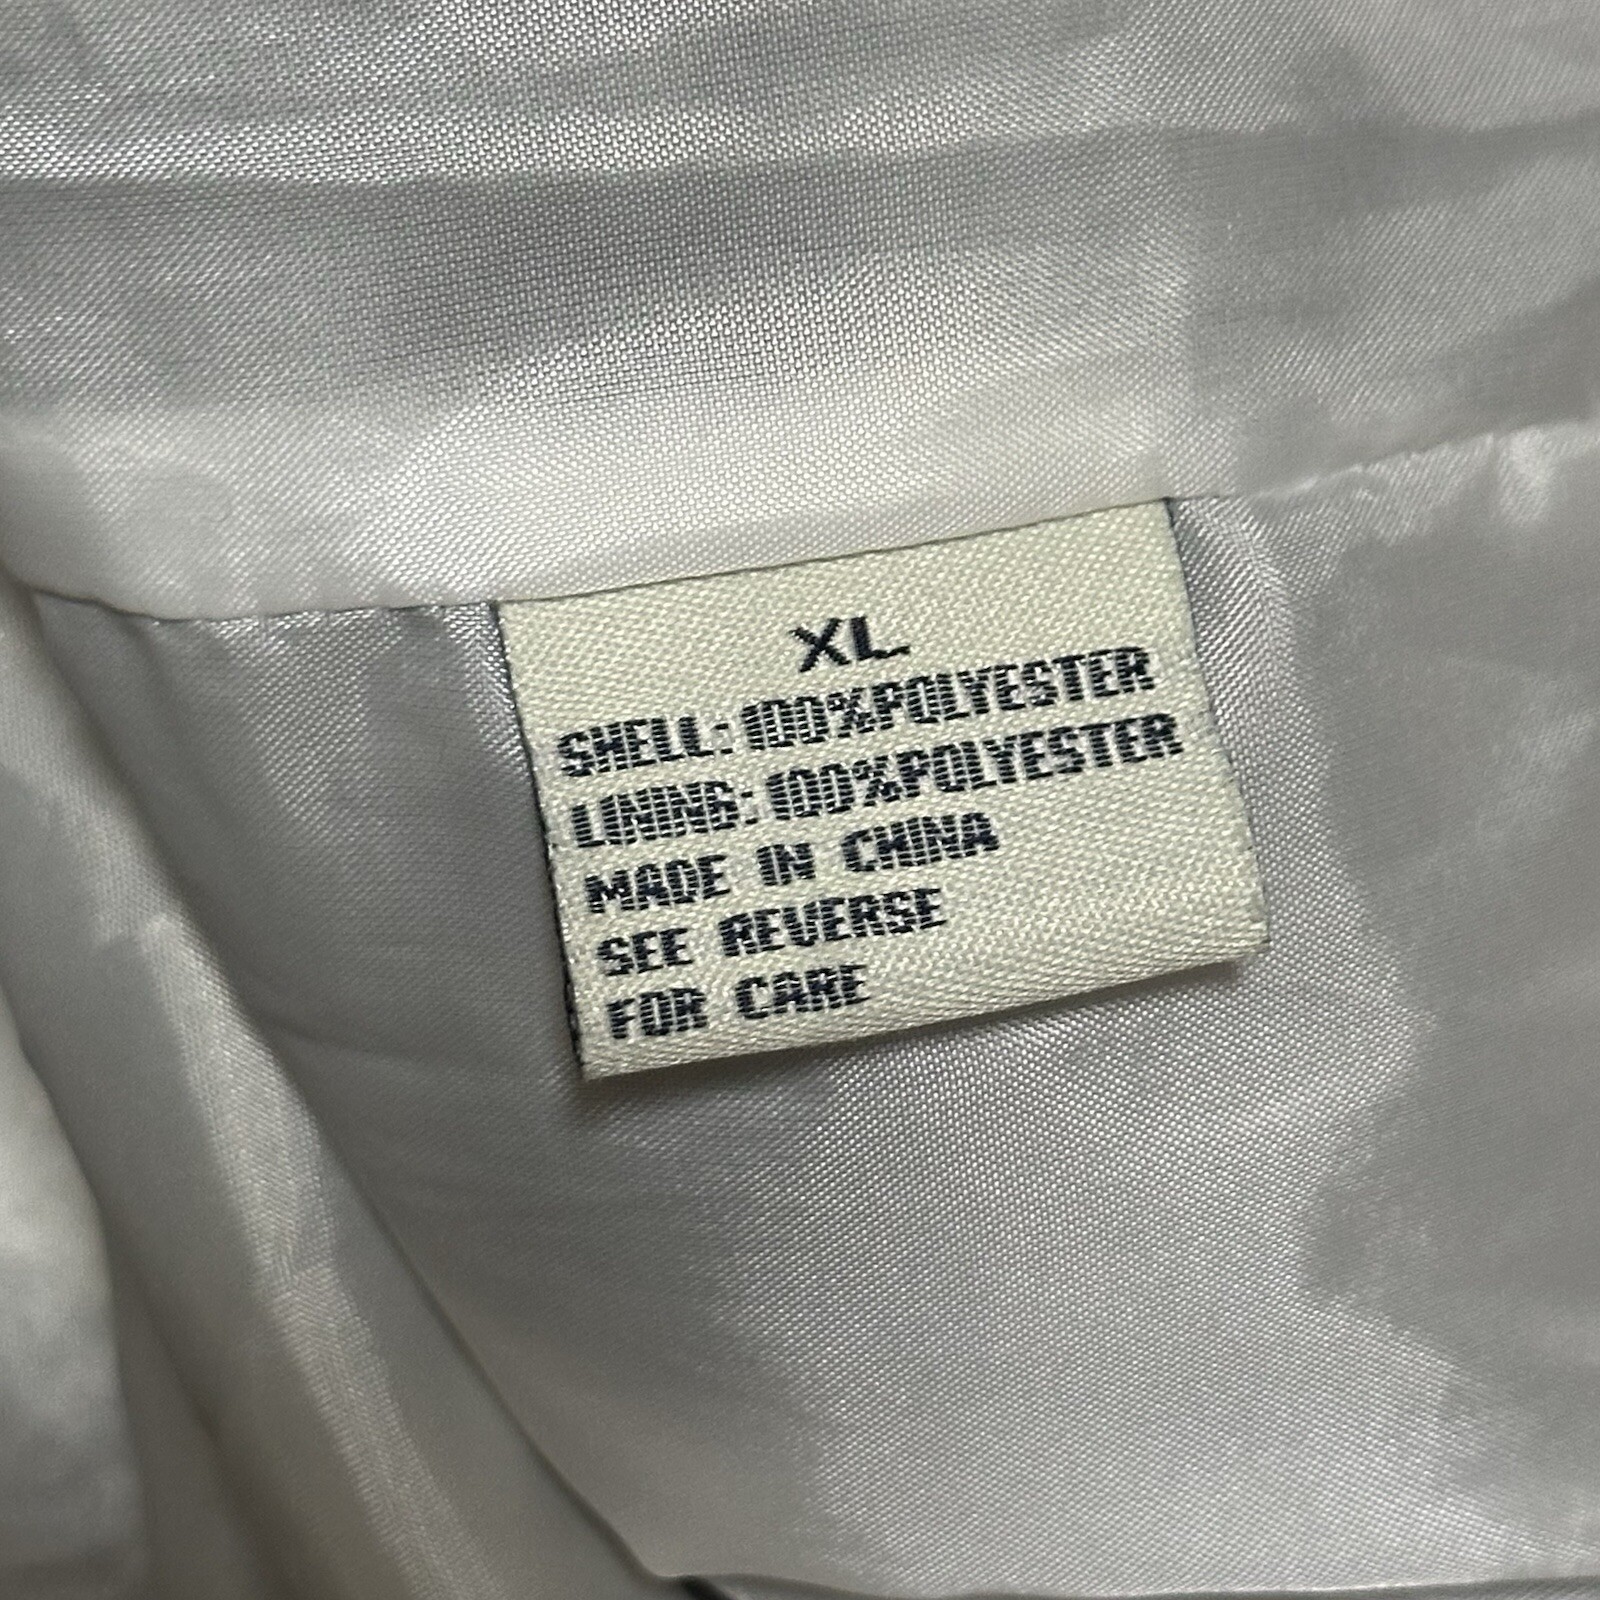 XL
SHELL: 100%POLYESTER
LINING: 100%POLYESTER
MADE IN CHINA
SEE REVERSE
FOR CARE